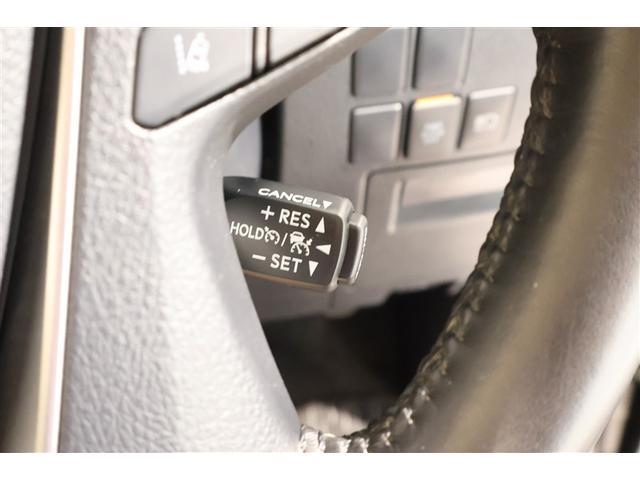 CANCEL▼
+ RES ▲
HOLD / ◀
− SET ▼